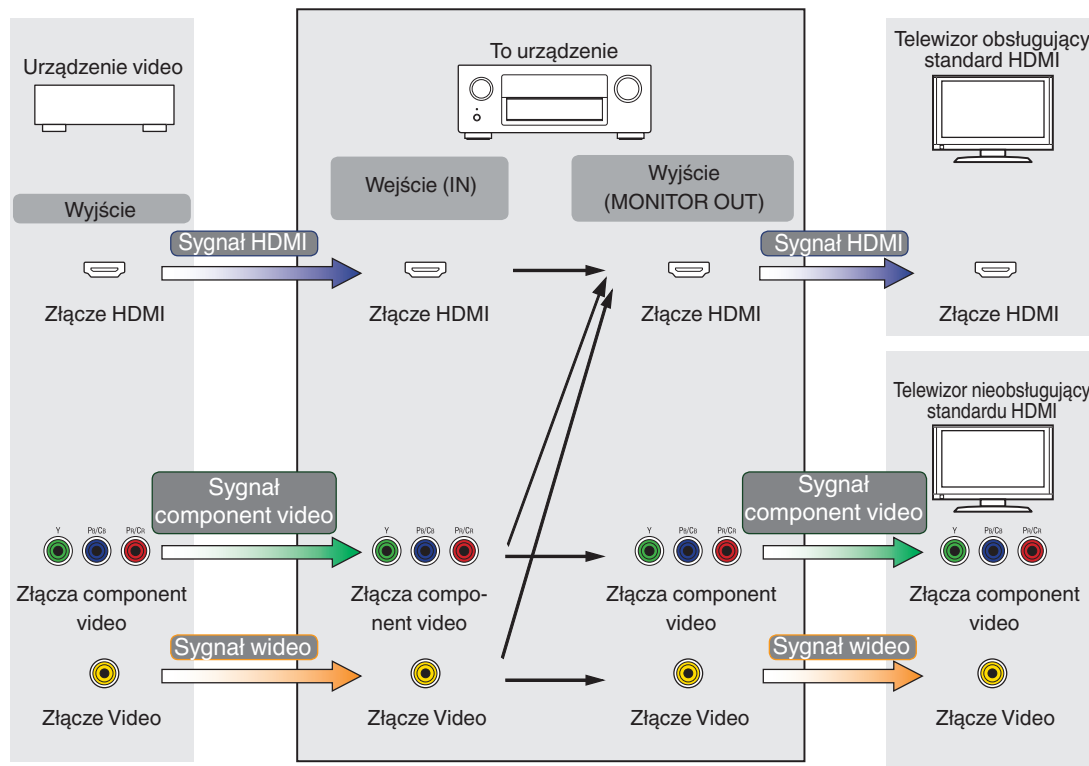 Urządzenie video
Wyjście
Złącze HDMI
Y PB/CB PR/CR
Złącza component
video
Złącze Video
Sygnał HDMI
Sygnał
component video
Sygnał wideo
To urządzenie
Wejście (IN)
Złącze HDMI
Y PB/CB PR/CR
Złącza compo-
nent video
Złącze Video
Wyjście
(MONITOR OUT)
Złącze HDMI
Y PB/CB PR/CR
Złącza component
video
Złącze Video
Sygnał HDMI
Sygnał
component video
Sygnał wideo
Telewizor obsługujący
standard HDMI
Złącze HDMI
Telewizor nieobsługujący
standardu HDMI
Y PB/CB PR/CR
Złącza component
video
Złącze Video